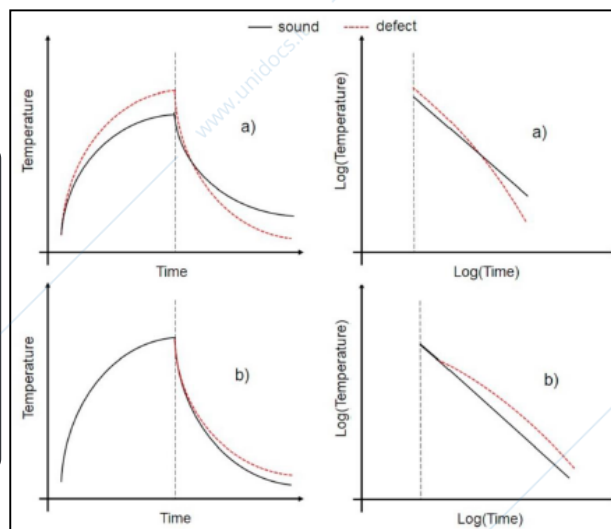 sound defect
Temperature
a)
Time
Log(Temperature)
a)
Log(Time)
Temperature
b)
Time
Log(Temperature)
b)
Log(Time)